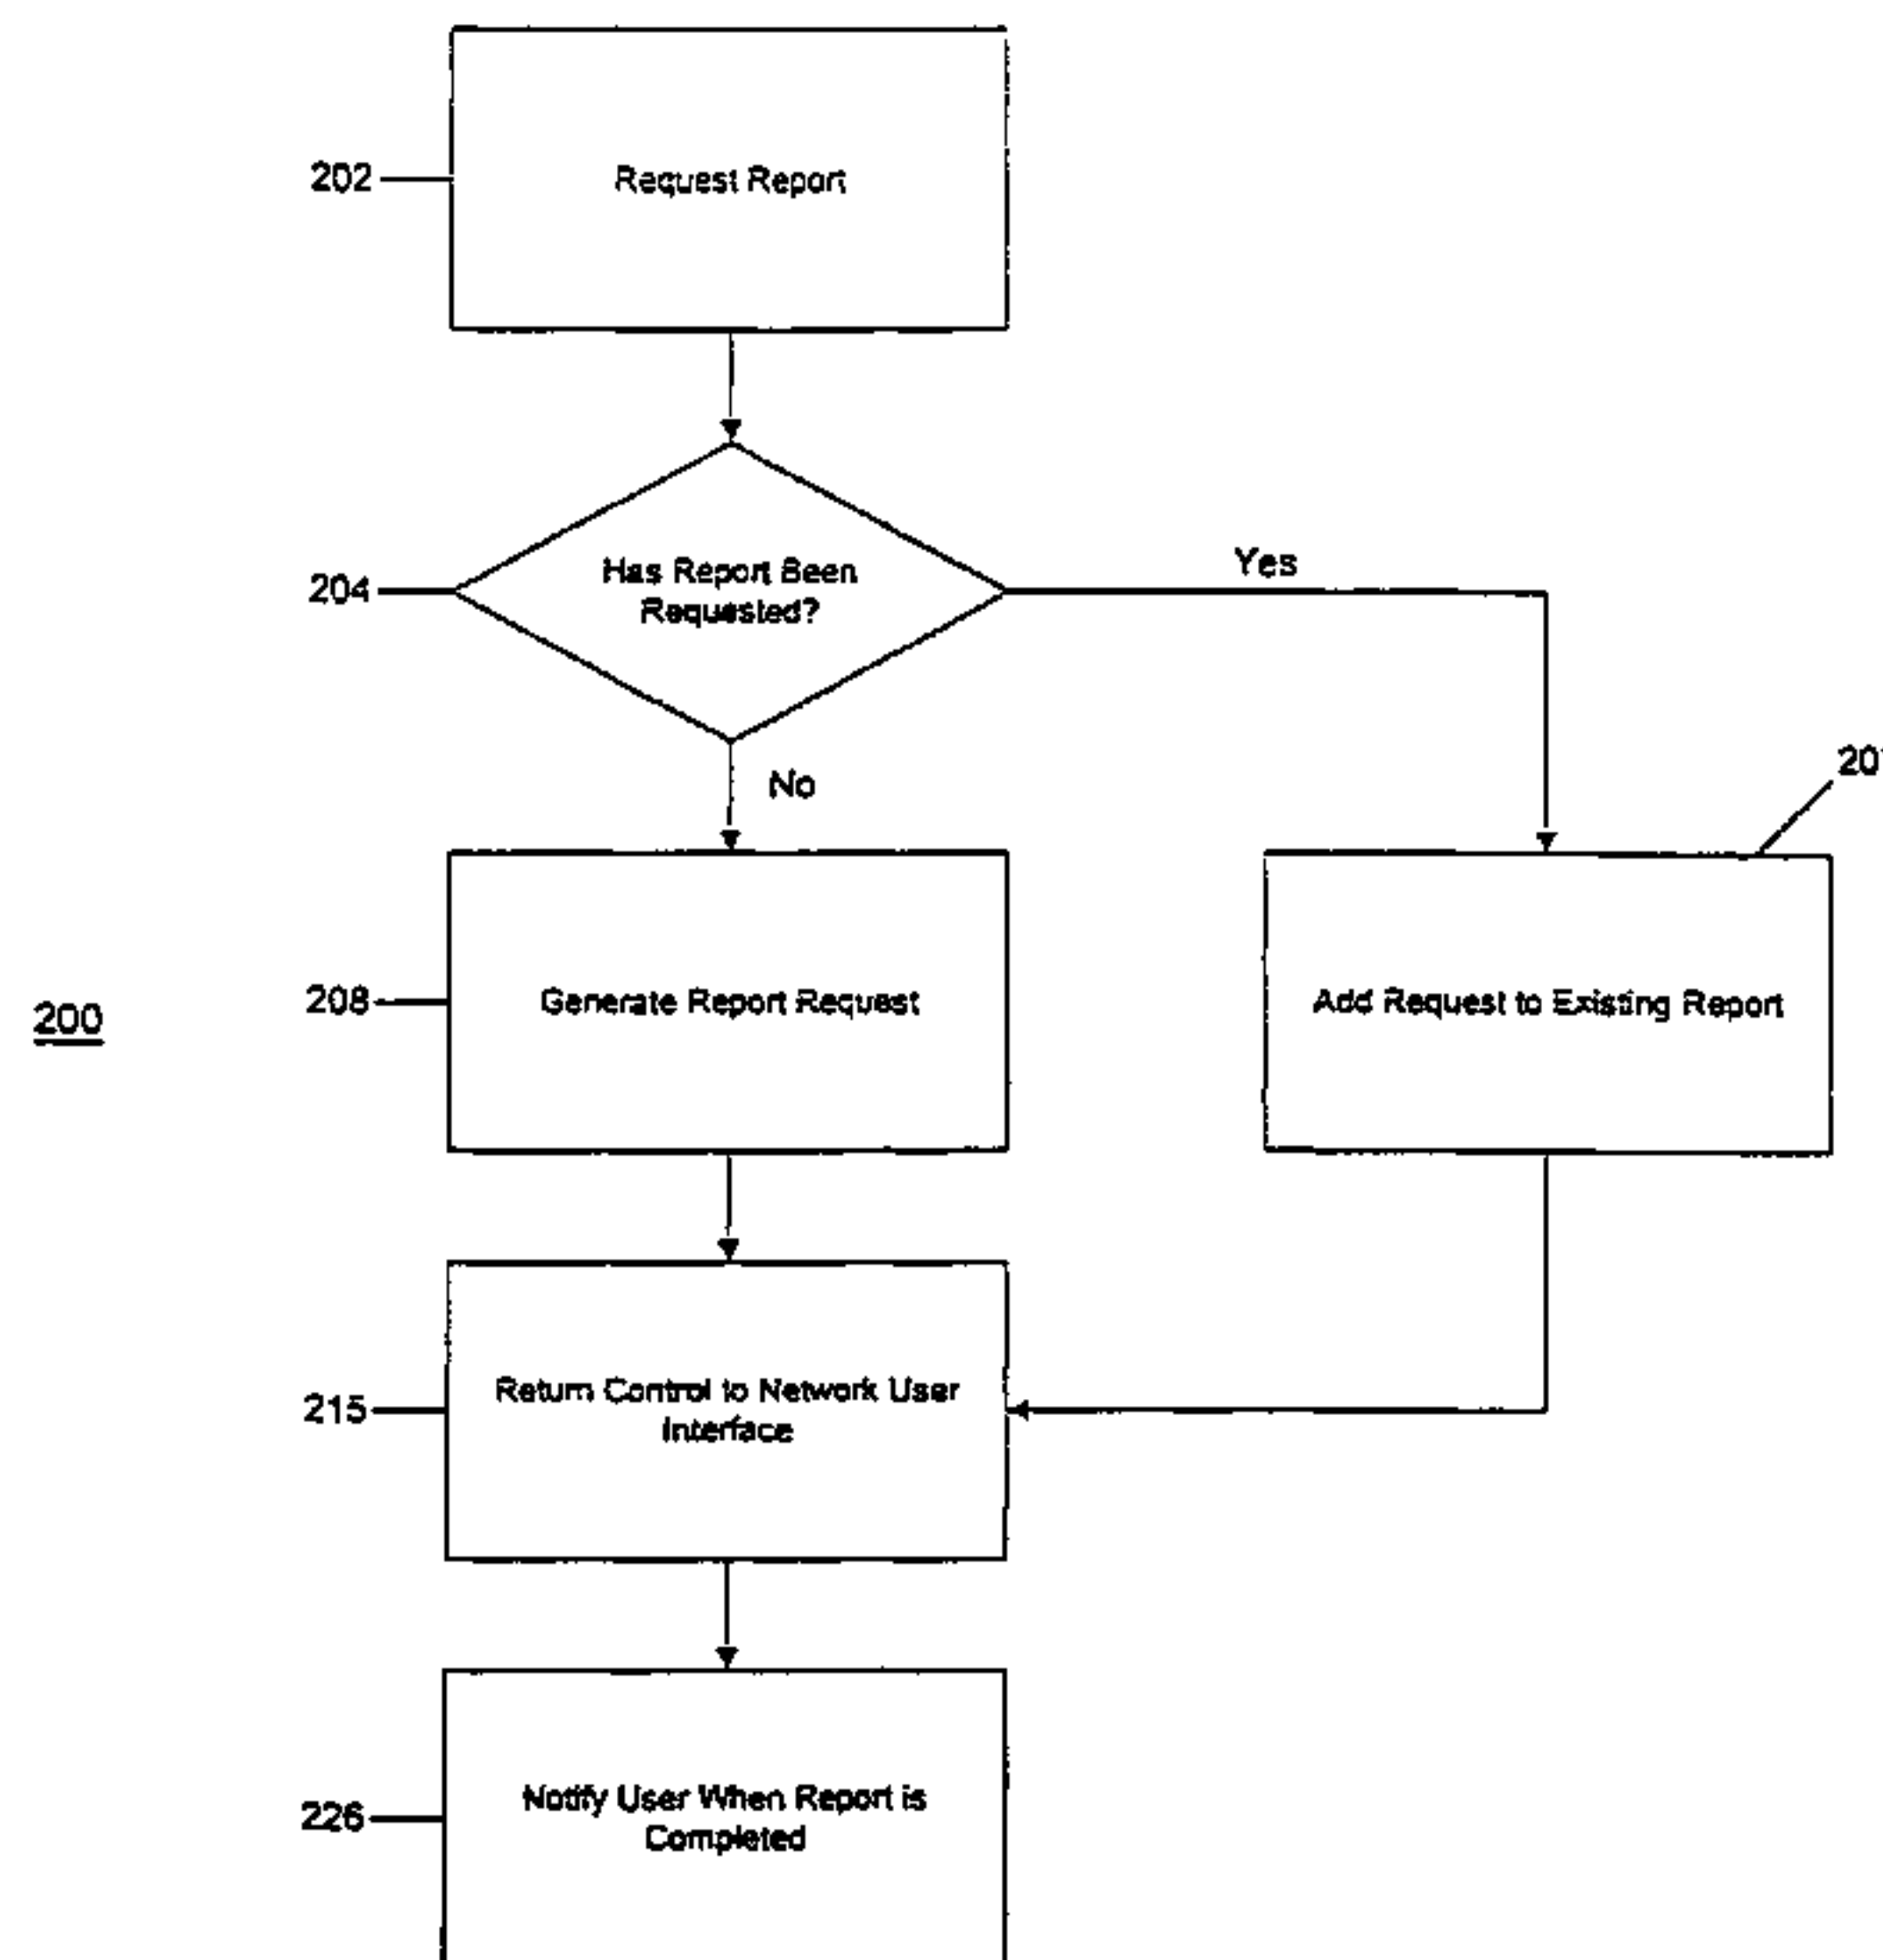 202
Request Report
204
Has Report Been
Requested?
Yes
No
208
Generate Report Request
Add Request to Existing Report
200
215
Return Control to Network User
Interface
226
Notify User When Report is
Completed